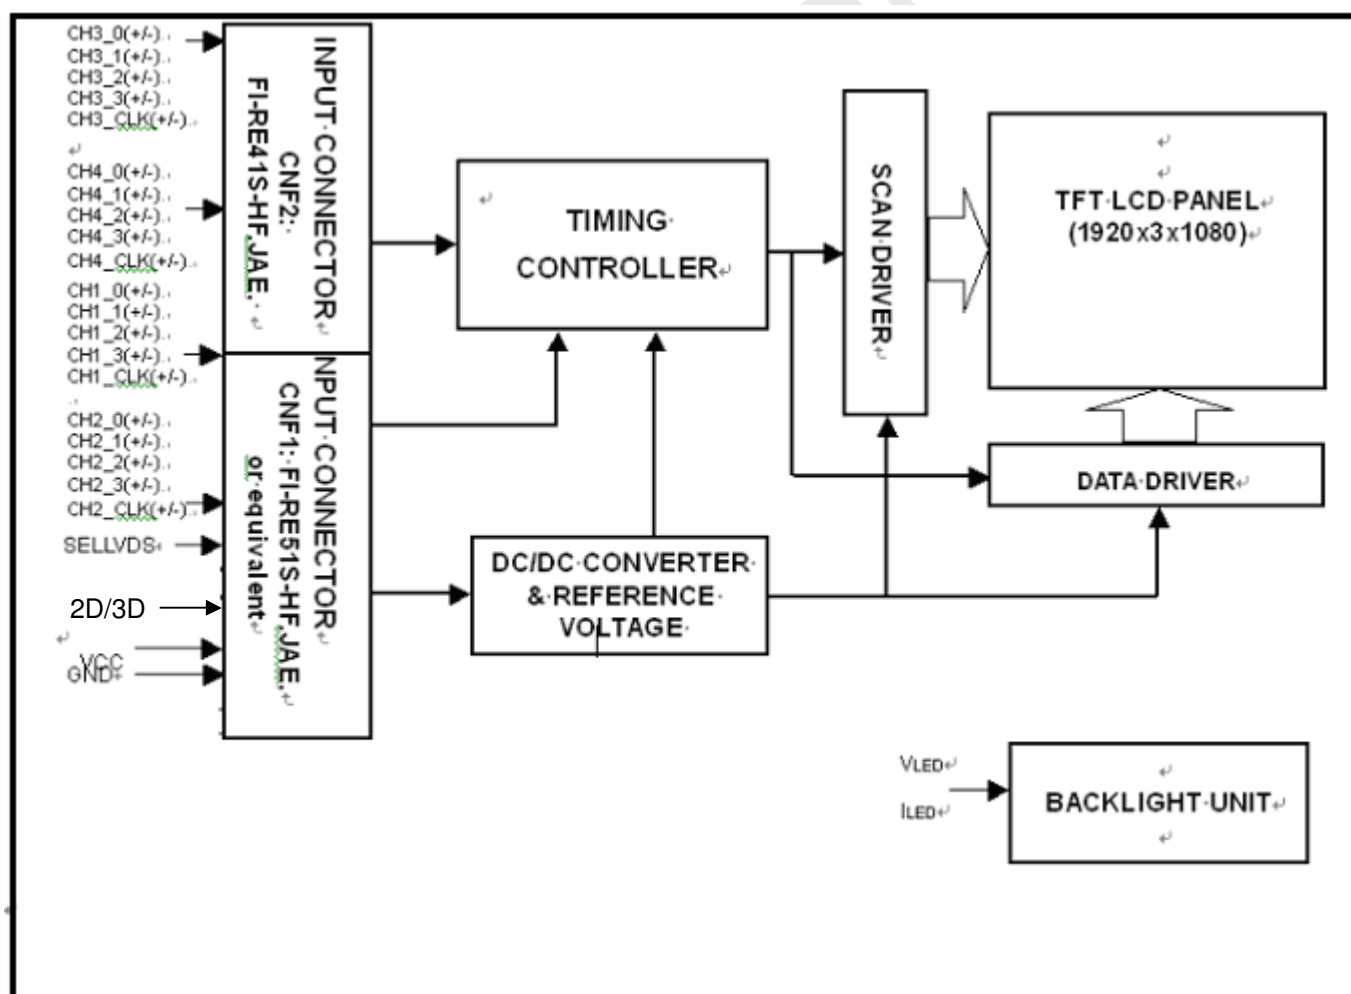 CH3_0(+/-)
CH3_1(+/-)
CH3_2(+/-)
CH3_3(+/-)
CH3_CLK(+/-)
CH4_0(+/-)
CH4_1(+/-)
CH4_2(+/-)
CH4_3(+/-)
CH4_CLK(+/-)
CH1_0(+/-)
CH1_1(+/-)
CH1_2(+/-)
CH1_3(+/-)
CH1_CLK(+/-)
CH2_0(+/-)
CH2_1(+/-)
CH2_2(+/-)
CH2_3(+/-)
CH2_CLK(+/-)
SELLVDS
2D/3D
VCC
GND
INPUT CONNECTOR
CNF2:
FI-RE41S-HF,JAE,
NPUT CONNECTOR
CNF1: FI-RE51S-HF,JAE,
or equivalent
TIMING
CONTROLLER
DC/DC CONVERTER
& REFERENCE
VOLTAGE
SCAN DRIVER
TFT LCD PANEL
(1920x3x1080)
DATA DRIVER
VLED
ILED
BACKLIGHT UNIT